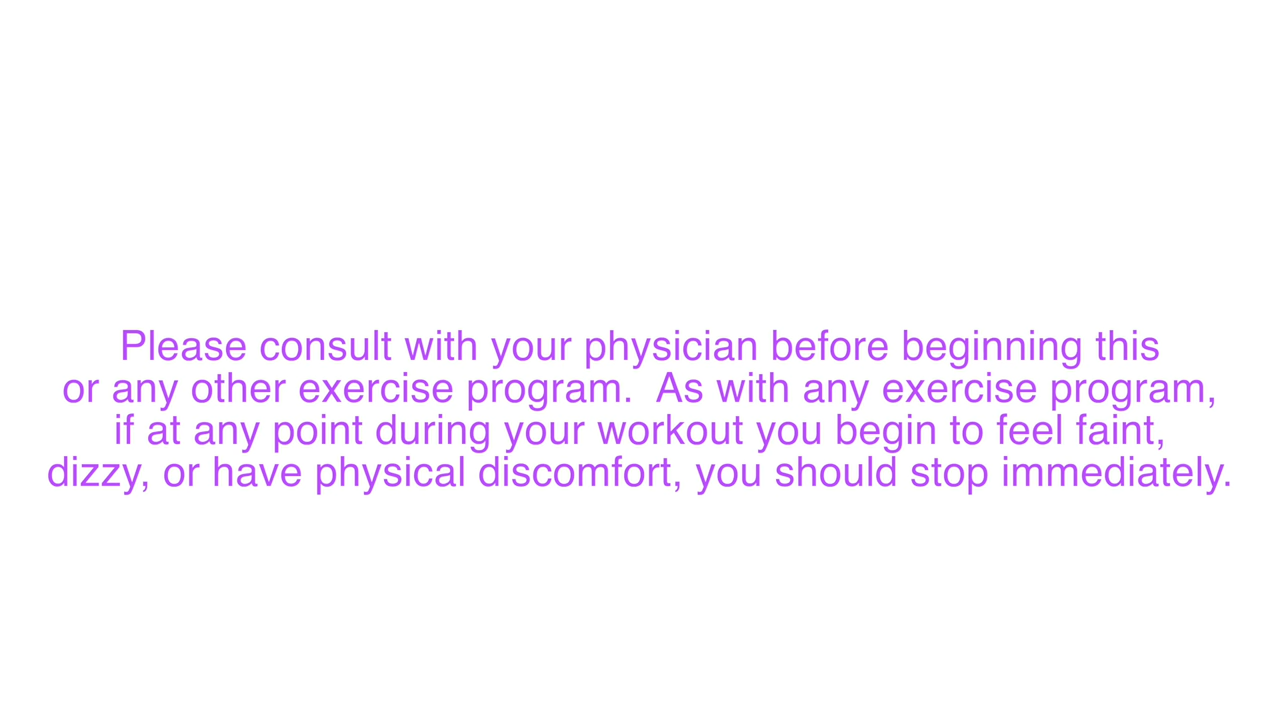 Please consult with your physician before beginning this
or any other exercise program.  As with any exercise program,
if at any point during your workout you begin to feel faint,
dizzy, or have physical discomfort, you should stop immediately.